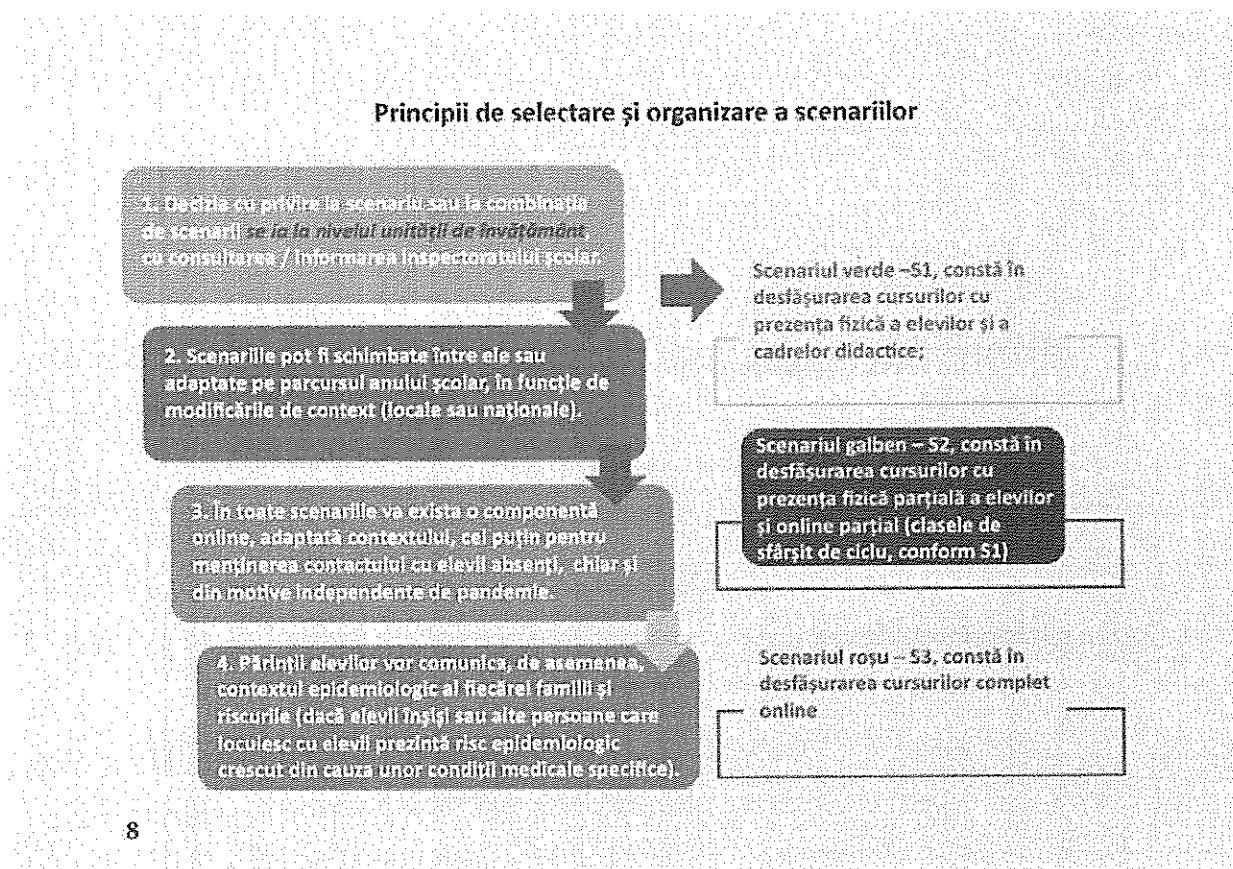 Principii de selectare și organizare a scenariilor
1. Decizia cu privire la scenariu sau la combinația
de scenarii se ia la nivelul unității de învățământ
cu consultarea / informarea inspectoratului școlar.
2. Scenariile pot fi schimbate între ele sau
adaptate pe parcursul anului școlar, în funcție de
modificările de context (locale sau naționale).
3. În toate scenariile va exista o componentă
online, adaptată contextului, cel puțin pentru
menținerea contactului cu elevii absenți, chiar și
din motive independente de pandemie.
4. Părinții elevilor vor comunica, de asemenea,
contextul epidemiologic al fiecărei familii și
riscurile (dacă elevii înșiși sau alte persoane care
locuiesc cu elevii prezintă risc epidemiologic
crescut din cauza unor condiții medicale specifice).
Scenariul verde –S1, constă în
desfășurarea cursurilor cu
prezența fizică a elevilor și a
cadrelor didactice;
Scenariul galben – S2, constă în
desfășurarea cursurilor cu
prezența fizică parțială a elevilor
și online parțial (clasele de
sfârșit de ciclu, conform S1)
Scenariul roșu – S3, constă în
desfășurarea cursurilor complet
online
8